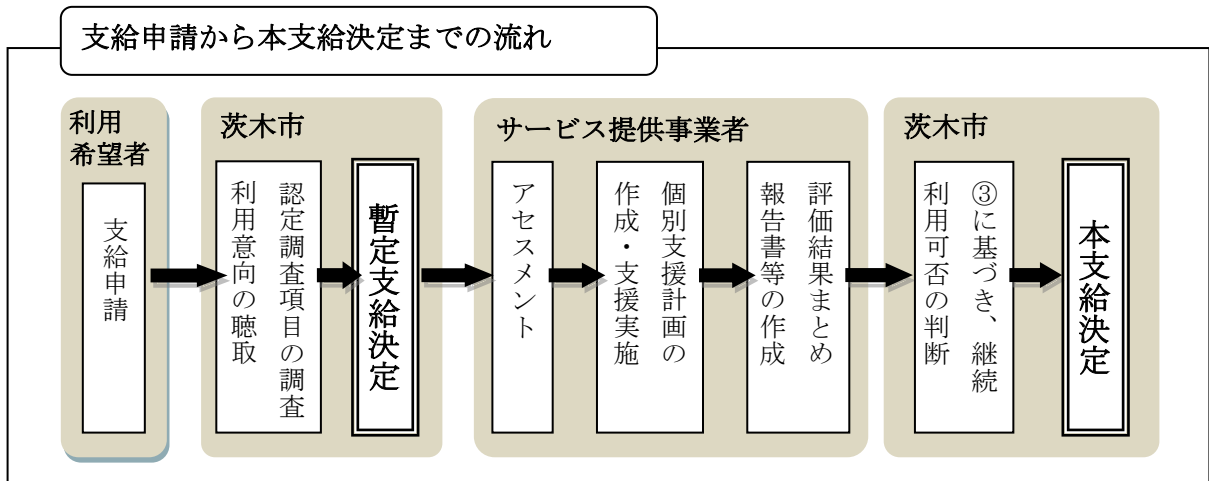 支給申請から本支給決定までの流れ
利用
希望者
支給申請
茨木市
認定調査項目の調査
利用意向の聴取
暫定支給決定
サービス提供事業者
アセスメント
個別支援計画の
作成・支援実施
評価結果まとめ
報告書等の作成
茨木市
③に基づき、継続
利用可否の判断
本支給決定